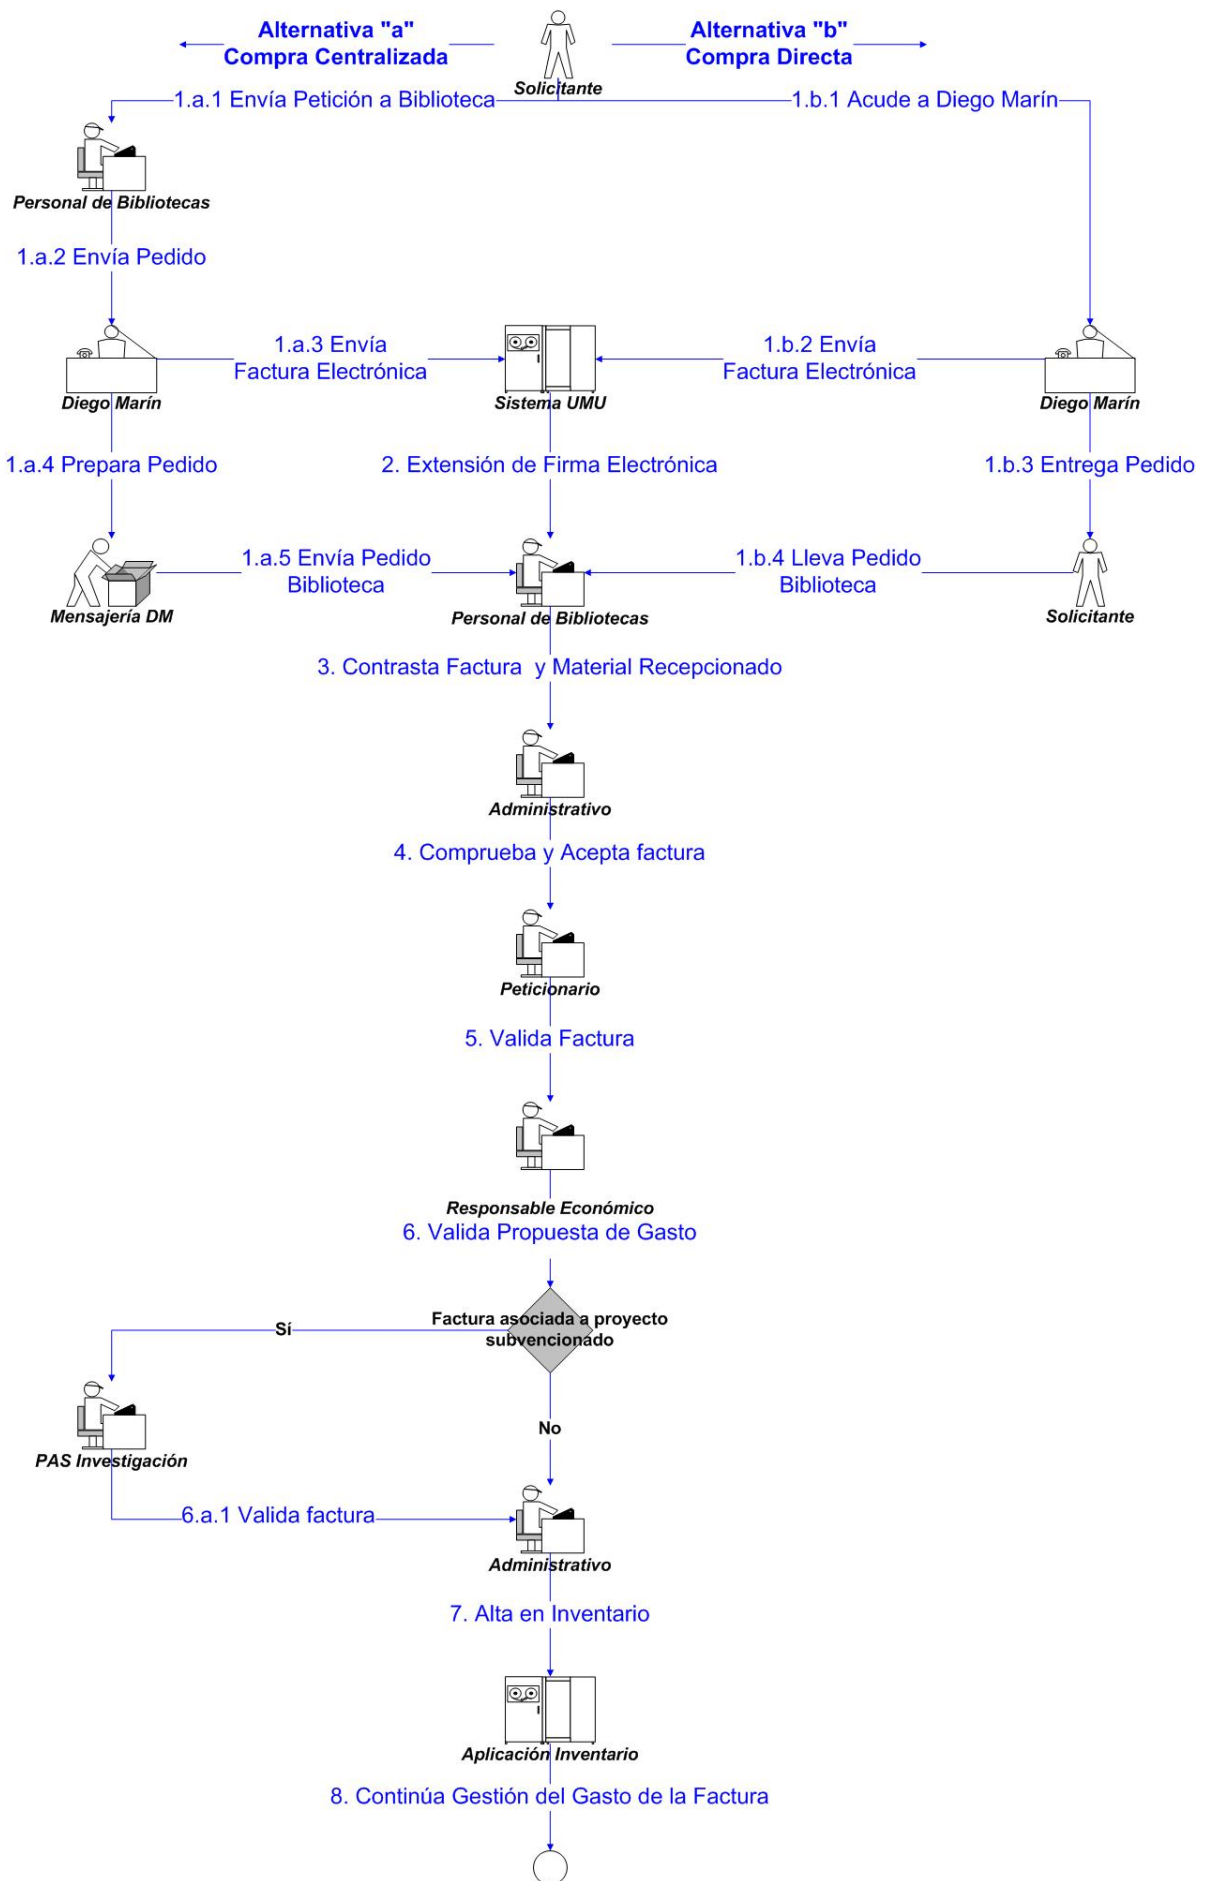 Alternativa "a"
Compra Centralizada
Alternativa "b"
Compra Directa
Solicitante
1.a.1 Envía Petición a Biblioteca
1.b.1 Acude a Diego Marín
Personal de Bibliotecas
1.a.2 Envía Pedido
1.a.3 Envía
Factura Electrónica
1.b.2 Envía
Factura Electrónica
Diego Marín
Sistema UMU
Diego Marín
1.a.4 Prepara Pedido
2. Extensión de Firma Electrónica
1.b.3 Entrega Pedido
1.a.5 Envía Pedido
Biblioteca
1.b.4 Lleva Pedido
Biblioteca
Mensajería DM
Personal de Bibliotecas
Solicitante
3. Contrasta Factura  y Material Recepcionado
Administrativo
4. Comprueba y Acepta factura
Peticionario
5. Valida Factura
Responsable Económico
6. Valida Propuesta de Gasto
Factura asociada a proyecto
subvencionado
Sí
No
PAS Investigación
6.a.1 Valida factura
Administrativo
7. Alta en Inventario
Aplicación Inventario
8. Continúa Gestión del Gasto de la Factura